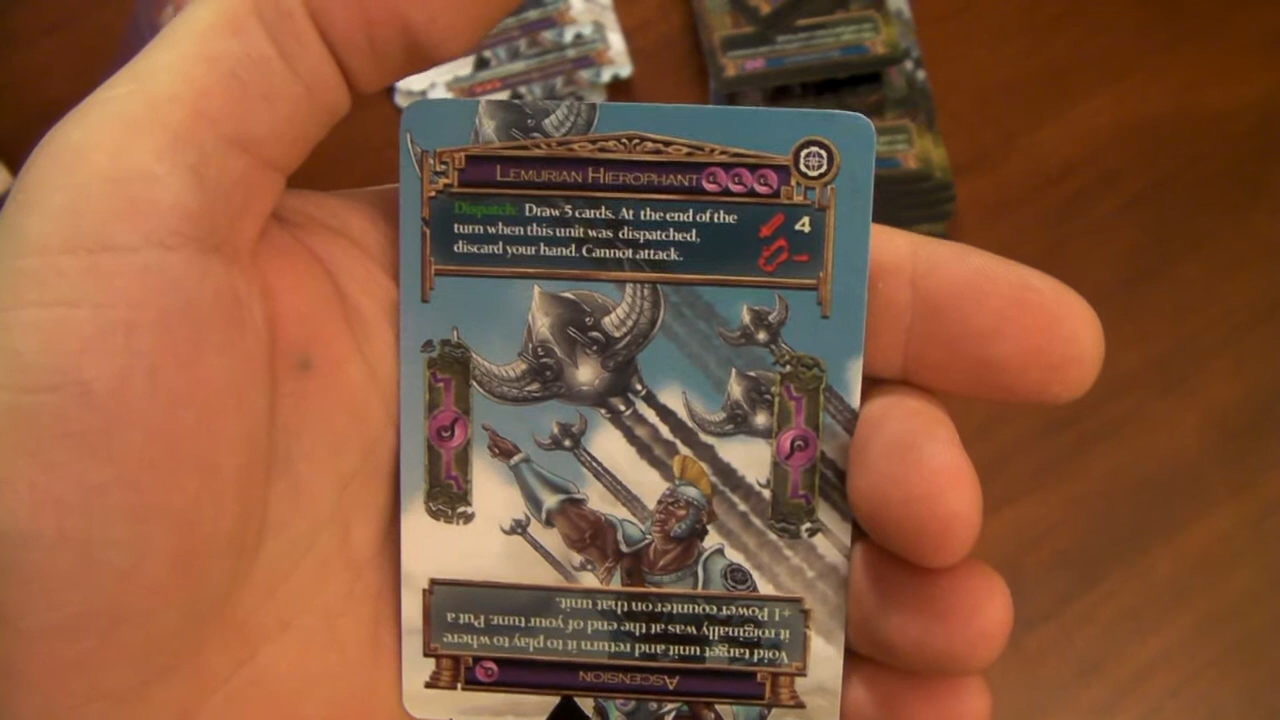 LEMURIAN HIEROPHANT
Dispatch: Draw 5 cards. At the end of the
turn when this unit was dispatched,
discard your hand. Cannot attack.
4
-
ASCENSION
Void target unit and return it to play to where
it roiginally was at the end of your tunr. Put a
+1 Power counter on that unit.